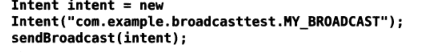 Intent intent = new
Intent("com.example.broadcasttest.MY_BROADCAST");
sendBroadcast(intent);